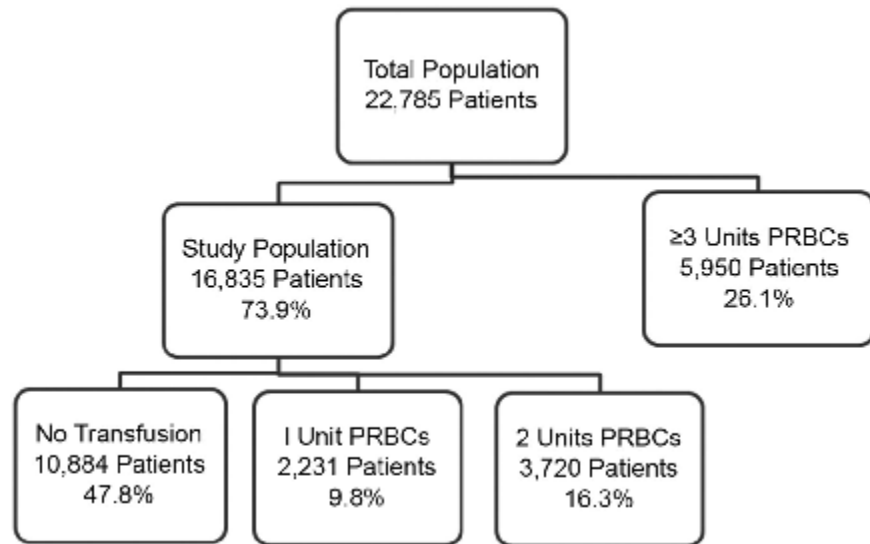 Total Population
22,785 Patients
Study Population
16,835 Patients
73.9%
≥3 Units PRBCs
5,950 Patients
26.1%
No Transfusion
10,884 Patients
47.8%
I Unit PRBCs
2,231 Patients
9.8%
2 Units PRBCs
3,720 Patients
16.3%